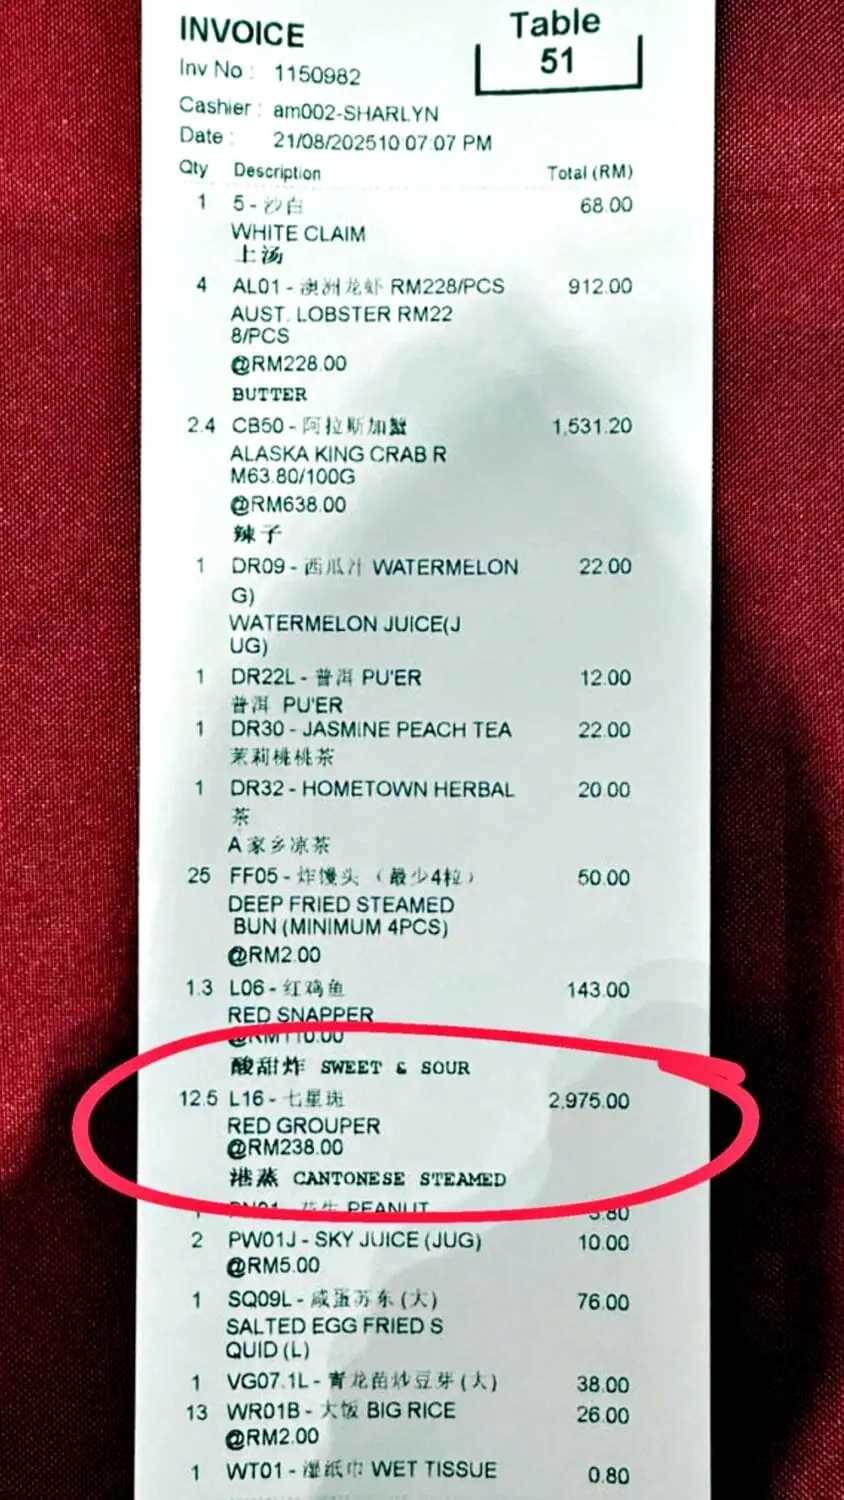 INVOICE
Table
51
Inv No : 1150982
Cashier : am002-SHARLYN
Date : 21/08/202510:07:07 PM
Qty Description Total (RM)
1 5 - 沙白 68.00
WHITE CLAIM
上汤
4 AL01 - 澳洲龙虾 RM228/PCS 912.00
AUST. LOBSTER RM22
8/PCS
@RM228.00
BUTTER
2.4 CB50 - 阿拉斯加蟹 1,531.20
ALASKA KING CRAB R
M63.80/100G
@RM638.00
辣子
1 DR09 - 西瓜汁 WATERMELON 22.00
G)
WATERMELON JUICE(J
UG)
1 DR22L - 普洱 PU'ER 12.00
普洱 PU'ER
1 DR30 - JASMINE PEACH TEA 22.00
茉莉桃桃茶
1 DR32 - HOMETOWN HERBAL 20.00
茶
A 家乡凉茶
25 FF05 - 炸馒头 (最少4粒) 50.00
DEEP FRIED STEAMED
BUN (MINIMUM 4PCS)
@RM2.00
1.3 L06 - 红鸡鱼 143.00
RED SNAPPER
@RM110.00
酸甜炸 SWEET & SOUR
12.5 L16 - 七星斑 2,975.00
RED GROUPER
@RM238.00
港蒸 CANTONESE STEAMED
1 PN01 - 花生 PEANUT 3.80
2 PW01J - SKY JUICE (JUG) 10.00
@RM5.00
1 SQ09L - 咸蛋苏东 (大) 76.00
SALTED EGG FRIED S
QUID (L)
1 VG07.1L - 青龙苗炒豆芽 (大) 38.00
13 WR01B - 大饭 BIG RICE 26.00
@RM2.00
1 WT01 - 湿纸巾 WET TISSUE 0.80